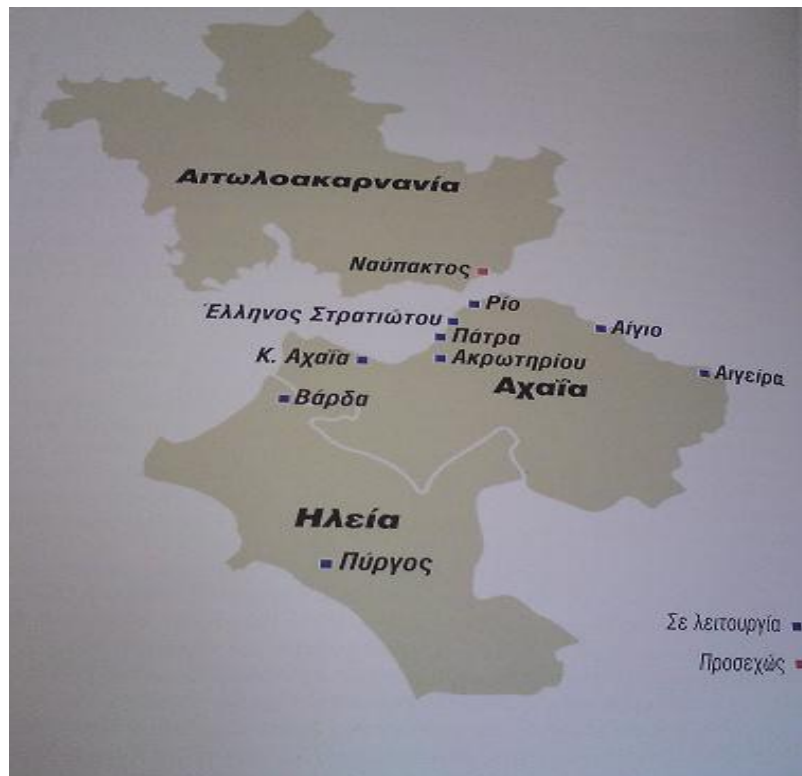 Αιτωλοακαρνανία
Ναύπακτος
Ρίο
Έλληνος Στρατιώτου
Αίγιο
Πάτρα
Κ. Αχαΐα
Ακρωτηρίου
Αιγείρα
Αχαΐα
Βάρδα
Ηλεία
Πύργος
Σε λειτουργία
Προσεχώς